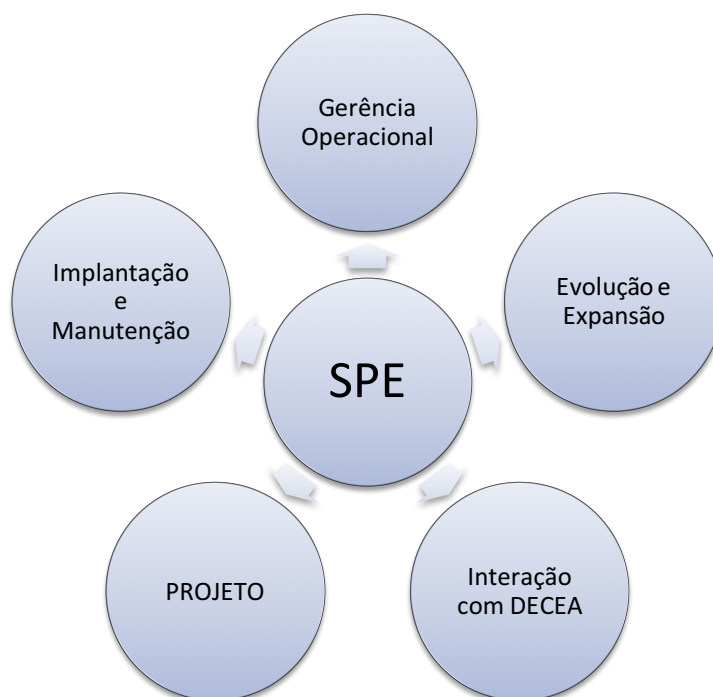 Gerência
Operacional
Implantação
e
Manutenção
Evolução e
Expansão
SPE
PROJETO
Interação
com DECEA